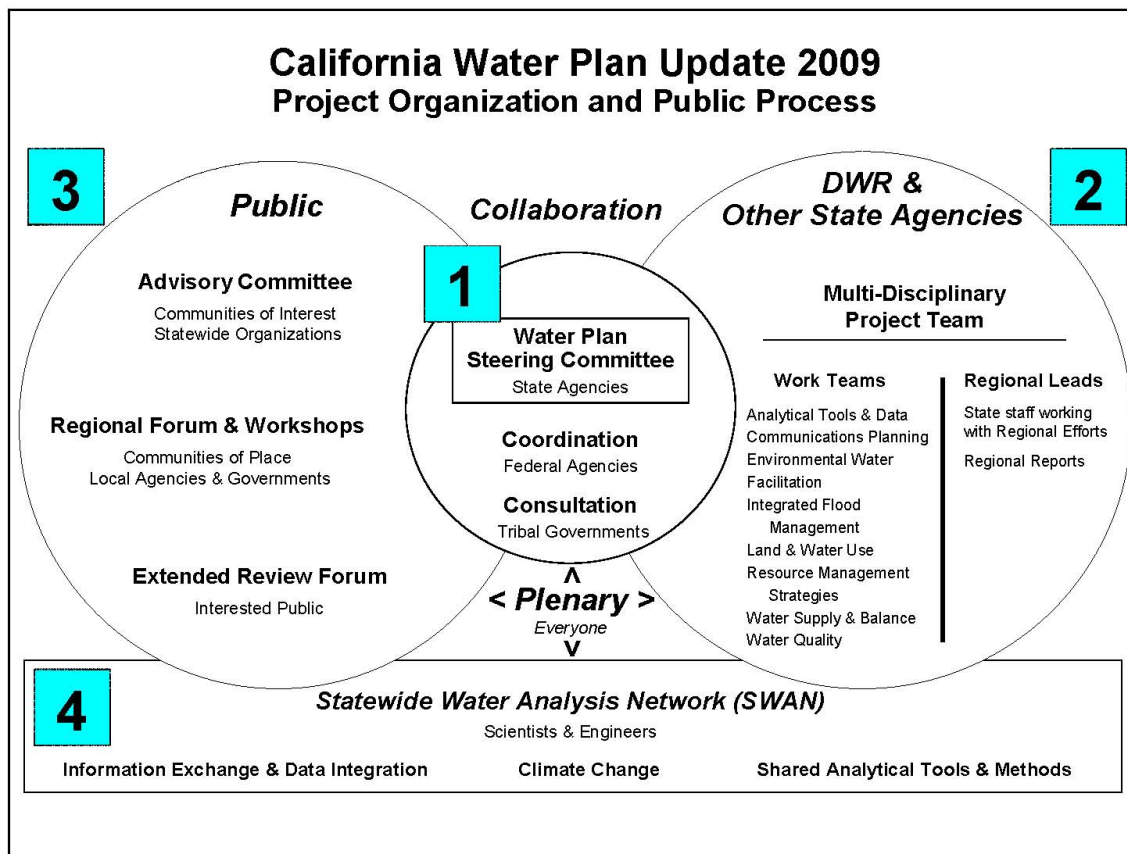 California Water Plan Update 2009
Project Organization and Public Process
3
Public
Advisory Committee
Communities of Interest
Statewide Organizations
Regional Forum & Workshops
Communities of Place
Local Agencies & Governments
Extended Review Forum
Interested Public
Collaboration
1
Water Plan
Steering Committee
State Agencies
Coordination
Federal Agencies
Consultation
Tribal Governments
^
< Plenary >
Everyone
v
2
DWR &
Other State Agencies
Multi-Disciplinary
Project Team
Work Teams
Analytical Tools & Data
Communications Planning
Environmental Water
Facilitation
Integrated Flood
Management
Land & Water Use
Resource Management
Strategies
Water Supply & Balance
Water Quality
Regional Leads
State staff working
with Regional Efforts
Regional Reports
4
Statewide Water Analysis Network (SWAN)
Scientists & Engineers
Information Exchange & Data Integration
Climate Change
Shared Analytical Tools & Methods